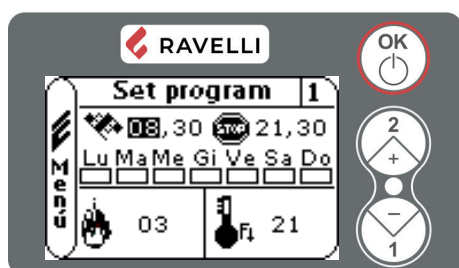 RAVELLI
OK
Set program 1
08,30 STOP 21,30
Lu Ma Me Gi Ve Sa Do
03
21
Menú
2
+
−
1